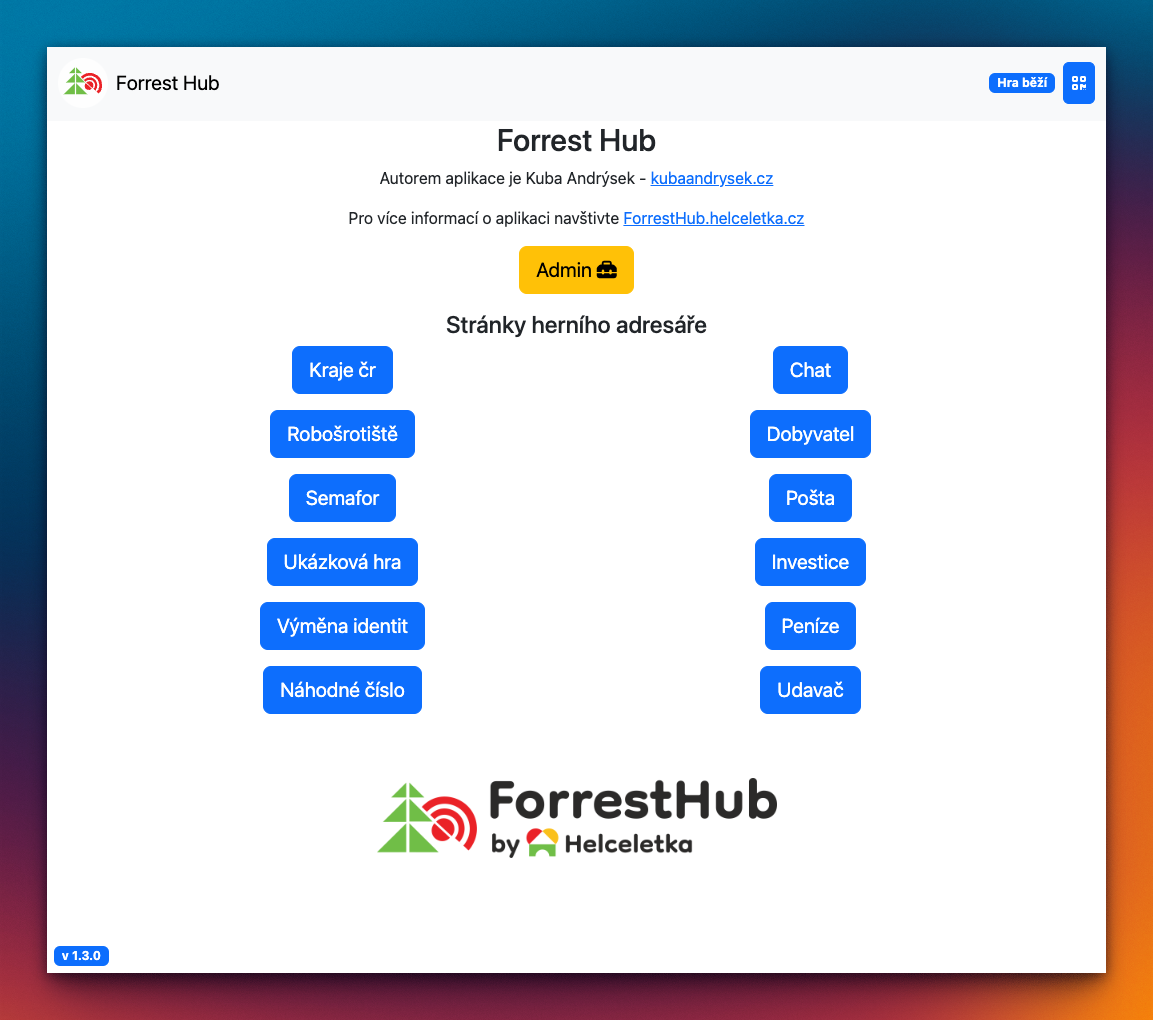 Forrest Hub
Hra běží
Forrest Hub
Autorem aplikace je Kuba Andrýsek - kubaandrysek.cz
Pro více informací o aplikaci navštivte ForrestHub.helceletka.cz
Admin
Stránky herního adresáře
Kraje čr
Chat
Robošrotiště
Dobyvatel
Semafor
Pošta
Ukázková hra
Investice
Výměna identit
Peníze
Náhodné číslo
Udavač
ForrestHub
by Helceletka
v 1.3.0